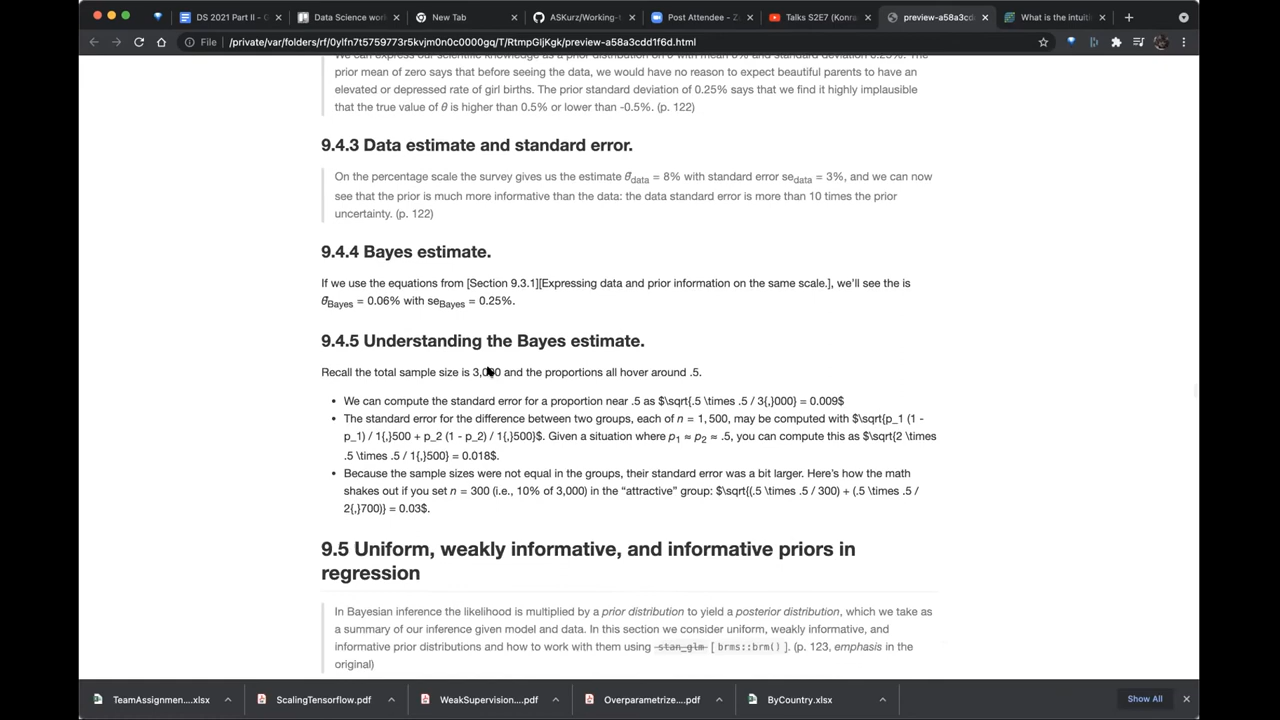 DS 2021 Part II - G
Data Science wor
New Tab
ASKurz/Working-
Post Attendee - Z
Talks S2E7 (Konra
preview-a58a3cd
What is the intuit
File /private/var/folders/rf/0ylfn7t5759773r5kvjm0n0c0000gq/T/RtmpGIjKgk/preview-a58a3cdd1f6d.html
prior mean of zero says that before seeing the data, we would have no reason to expect beautiful parents to have an
elevated or depressed rate of girl births. The prior standard deviation of 0.25% says that we find it highly implausible
that the true value of θ is higher than 0.5% or lower than -0.5%. (p. 122)
9.4.3 Data estimate and standard error.
On the percentage scale the survey gives us the estimate θ̂data = 8% with standard error sedata = 3%, and we can now
see that the prior is much more informative than the data: the data standard error is more than 10 times the prior
uncertainty. (p. 122)
9.4.4 Bayes estimate.
If we use the equations from [Section 9.3.1][Expressing data and prior information on the same scale.], we'll see the is
θ̂Bayes = 0.06% with seBayes = 0.25%.
9.4.5 Understanding the Bayes estimate.
Recall the total sample size is 3,000 and the proportions all hover around .5.
• We can compute the standard error for a proportion near .5 as $\sqrt{.5 \times .5 / 3{,}000} = 0.009$
• The standard error for the difference between two groups, each of n = 1,500, may be computed with $\sqrt{p_1 (1 -
p_1) / 1{,}500 + p_2 (1 - p_2) / 1{,}500}$. Given a situation where p1 ≈ p2 ≈ .5, you can compute this as $\sqrt{2 \times
.5 \times .5 / 1{,}500} = 0.018$.
• Because the sample sizes were not equal in the groups, their standard error was a bit larger. Here's how the math
shakes out if you set n = 300 (i.e., 10% of 3,000) in the "attractive" group: $\sqrt{(.5 \times .5 / 300) + (.5 \times .5 /
2{,}700)} = 0.03$.
9.5 Uniform, weakly informative, and informative priors in
regression
In Bayesian inference the likelihood is multiplied by a prior distribution to yield a posterior distribution, which we take as
a summary of our inference given model and data. In this section we consider uniform, weakly informative, and
informative prior distributions and how to work with them using stan_glm [ brms::brm() ]. (p. 123, emphasis in the
original)
TeamAssignmen....xlsx
ScalingTensorflow.pdf
WeakSupervision....pdf
Overparametrize....pdf
ByCountry.xlsx
Show All